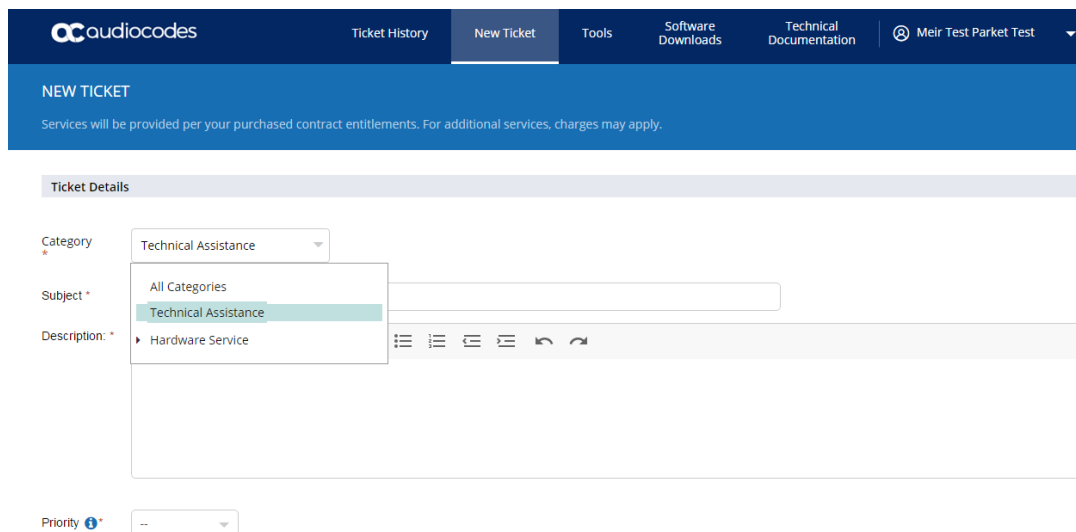 audiocodes
Ticket History
New Ticket
Tools
Software
Downloads
Technical
Documentation
Meir Test Parket Test
NEW TICKET
Services will be provided per your purchased contract entitlements. For additional services, charges may apply.
Ticket Details
Category
*
Technical Assistance
All Categories
Technical Assistance
Hardware Service
Subject *
Description: *
Priority *
--